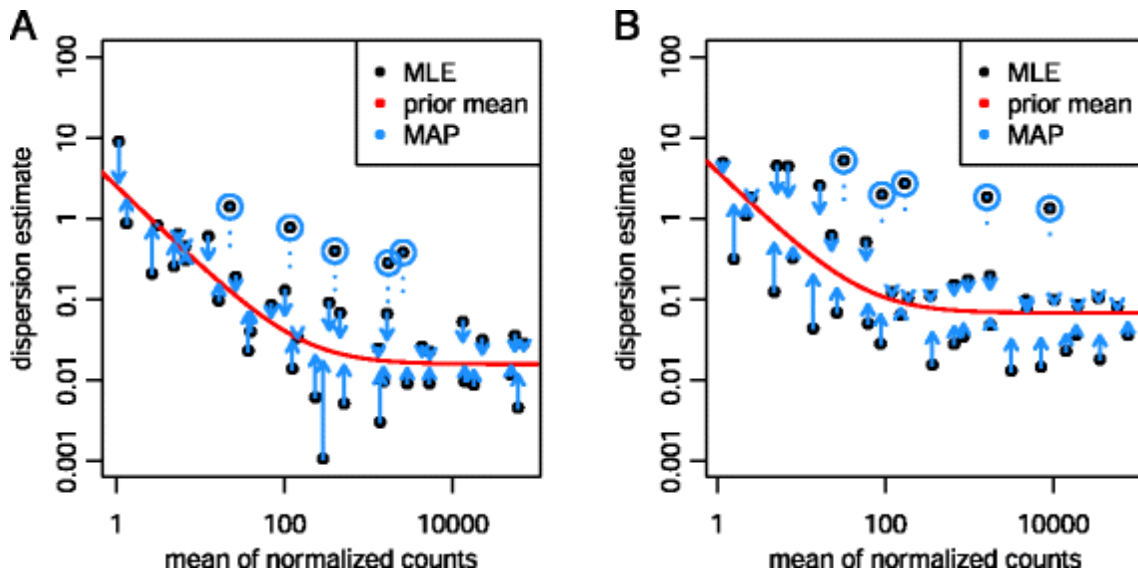 A
100
10
1
0.1
0.01
0.001
dispersion estimate
MLE
prior mean
MAP
1
100
10000
mean of normalized counts
B
100
10
1
0.1
0.01
0.001
dispersion estimate
MLE
prior mean
MAP
1
100
10000
mean of normalized counts